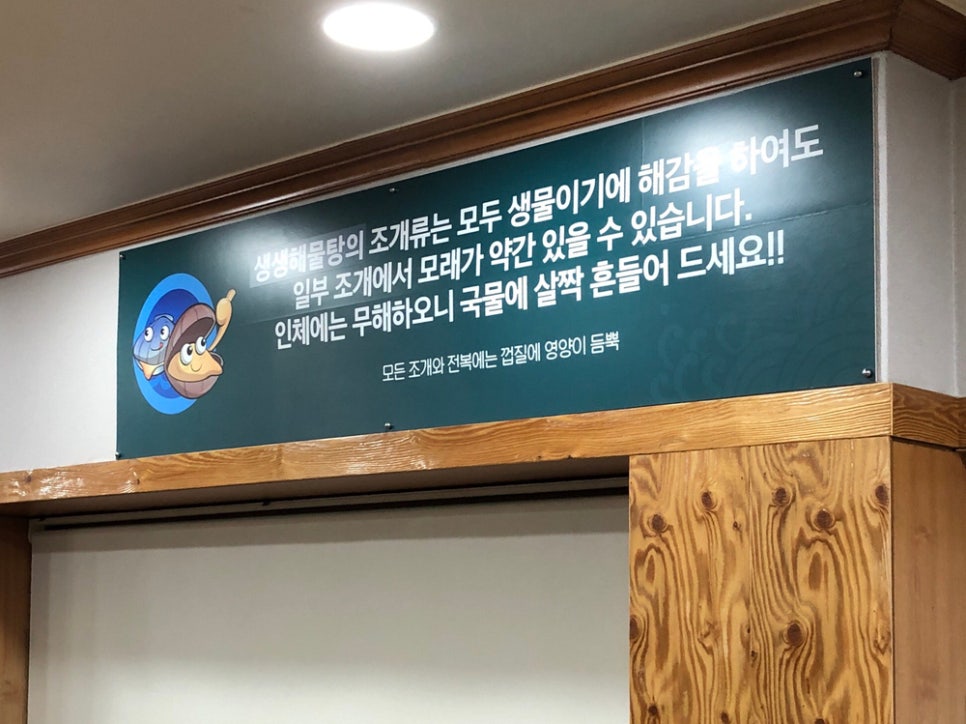 생생해물탕의 조개류는 모두 생물이기에 해감을 하여도
일부 조개에서 모래가 약간 있을 수 있습니다.
인체에는 무해하오니 국물에 살짝 흔들어 드세요!!
모든 조개와 전복에는 껍질에 영양이 듬뿍